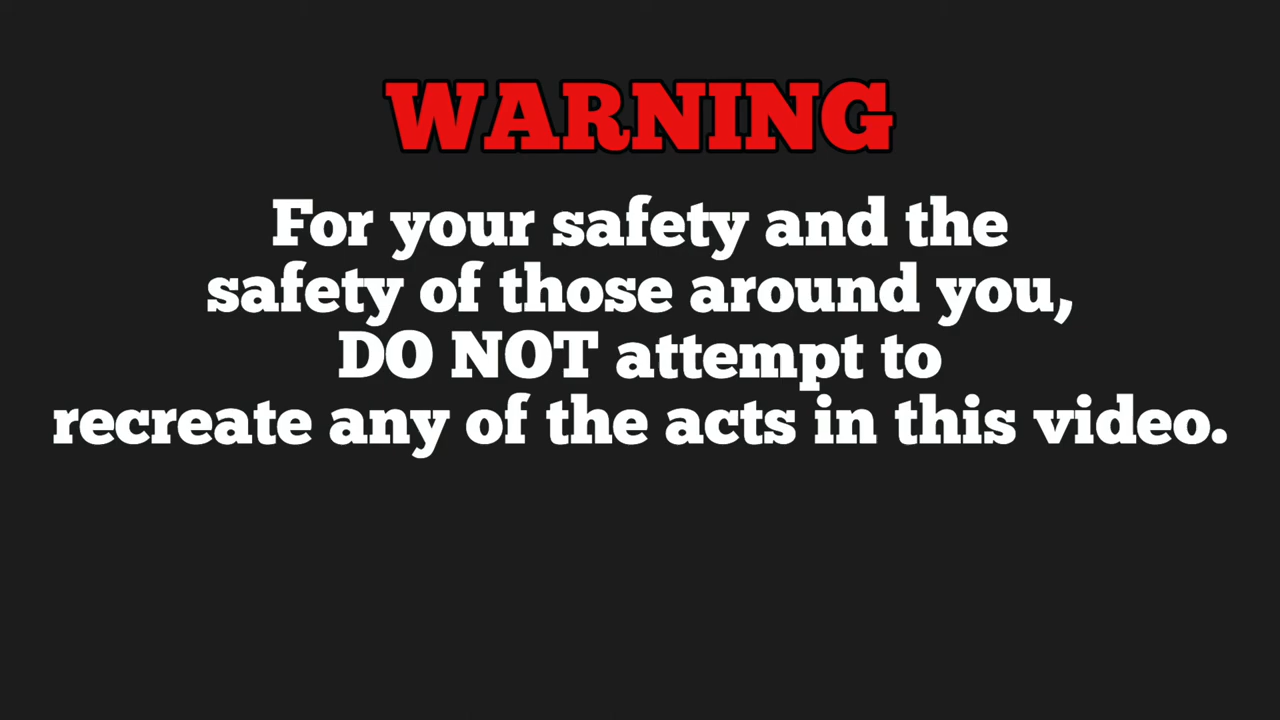 WARNING
For your safety and the
safety of those around you,
DO NOT attempt to
recreate any of the acts in this video.